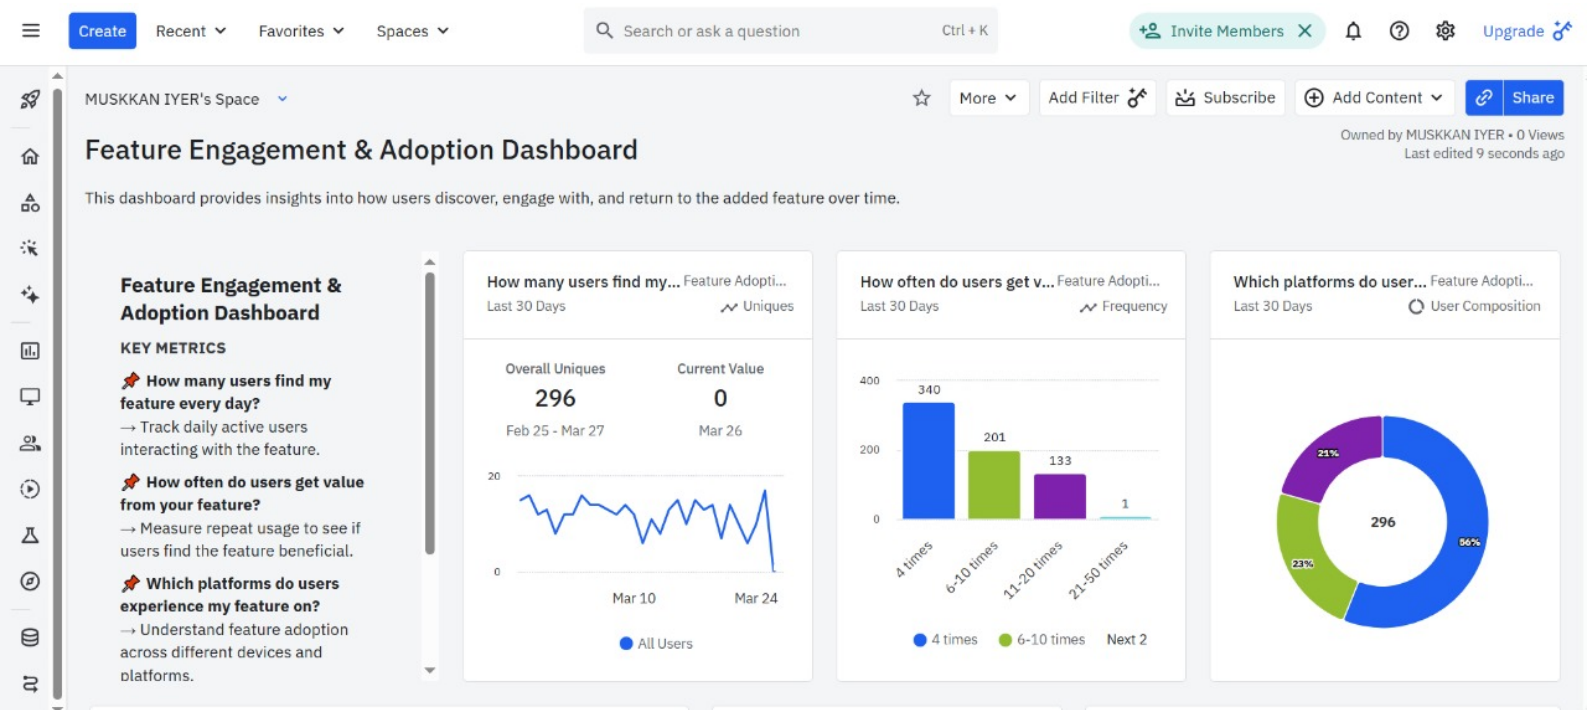 Create
Recent
Favorites
Spaces
Search or ask a question
Ctrl + K
Invite Members
Upgrade
MUSKKAN IYER's Space
More
Add Filter
Subscribe
Add Content
Share
Owned by MUSKKAN IYER • 0 Views
Last edited 9 seconds ago
Feature Engagement & Adoption Dashboard
This dashboard provides insights into how users discover, engage with, and return to the added feature over time.
Feature Engagement &
Adoption Dashboard
KEY METRICS
📌 How many users find my
feature every day?
→ Track daily active users
interacting with the feature.
📌 How often do users get value
from your feature?
→ Measure repeat usage to see if
users find the feature beneficial.
📌 Which platforms do users
experience my feature on?
→ Understand feature adoption
across different devices and
platforms.
How many users find my... Feature Adopti...
Last 30 Days
Uniques
Overall Uniques
296
Feb 25 - Mar 27
Current Value
0
Mar 26
20
0
Mar 10
Mar 24
All Users
How often do users get v... Feature Adopti...
Last 30 Days
Frequency
400
200
0
340
201
133
1
4 times
6-10 times
11-20 times
21-50 times
4 times
6-10 times
Next 2
Which platforms do user... Feature Adopti...
Last 30 Days
User Composition
21%
296
56%
23%